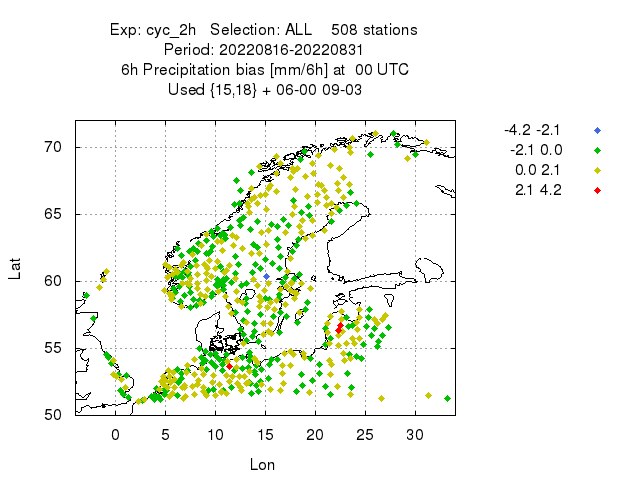 Exp: cyc_2h   Selection: ALL    508 stations
Period: 20220816-20220831
6h Precipitation bias [mm/6h] at  00 UTC
Used {15,18} + 06-00 09-03
-4.2 -2.1
-2.1 0.0
0.0 2.1
2.1 4.2
70
65
60
55
50
Lat
0 5 10 15 20 25 30
Lon